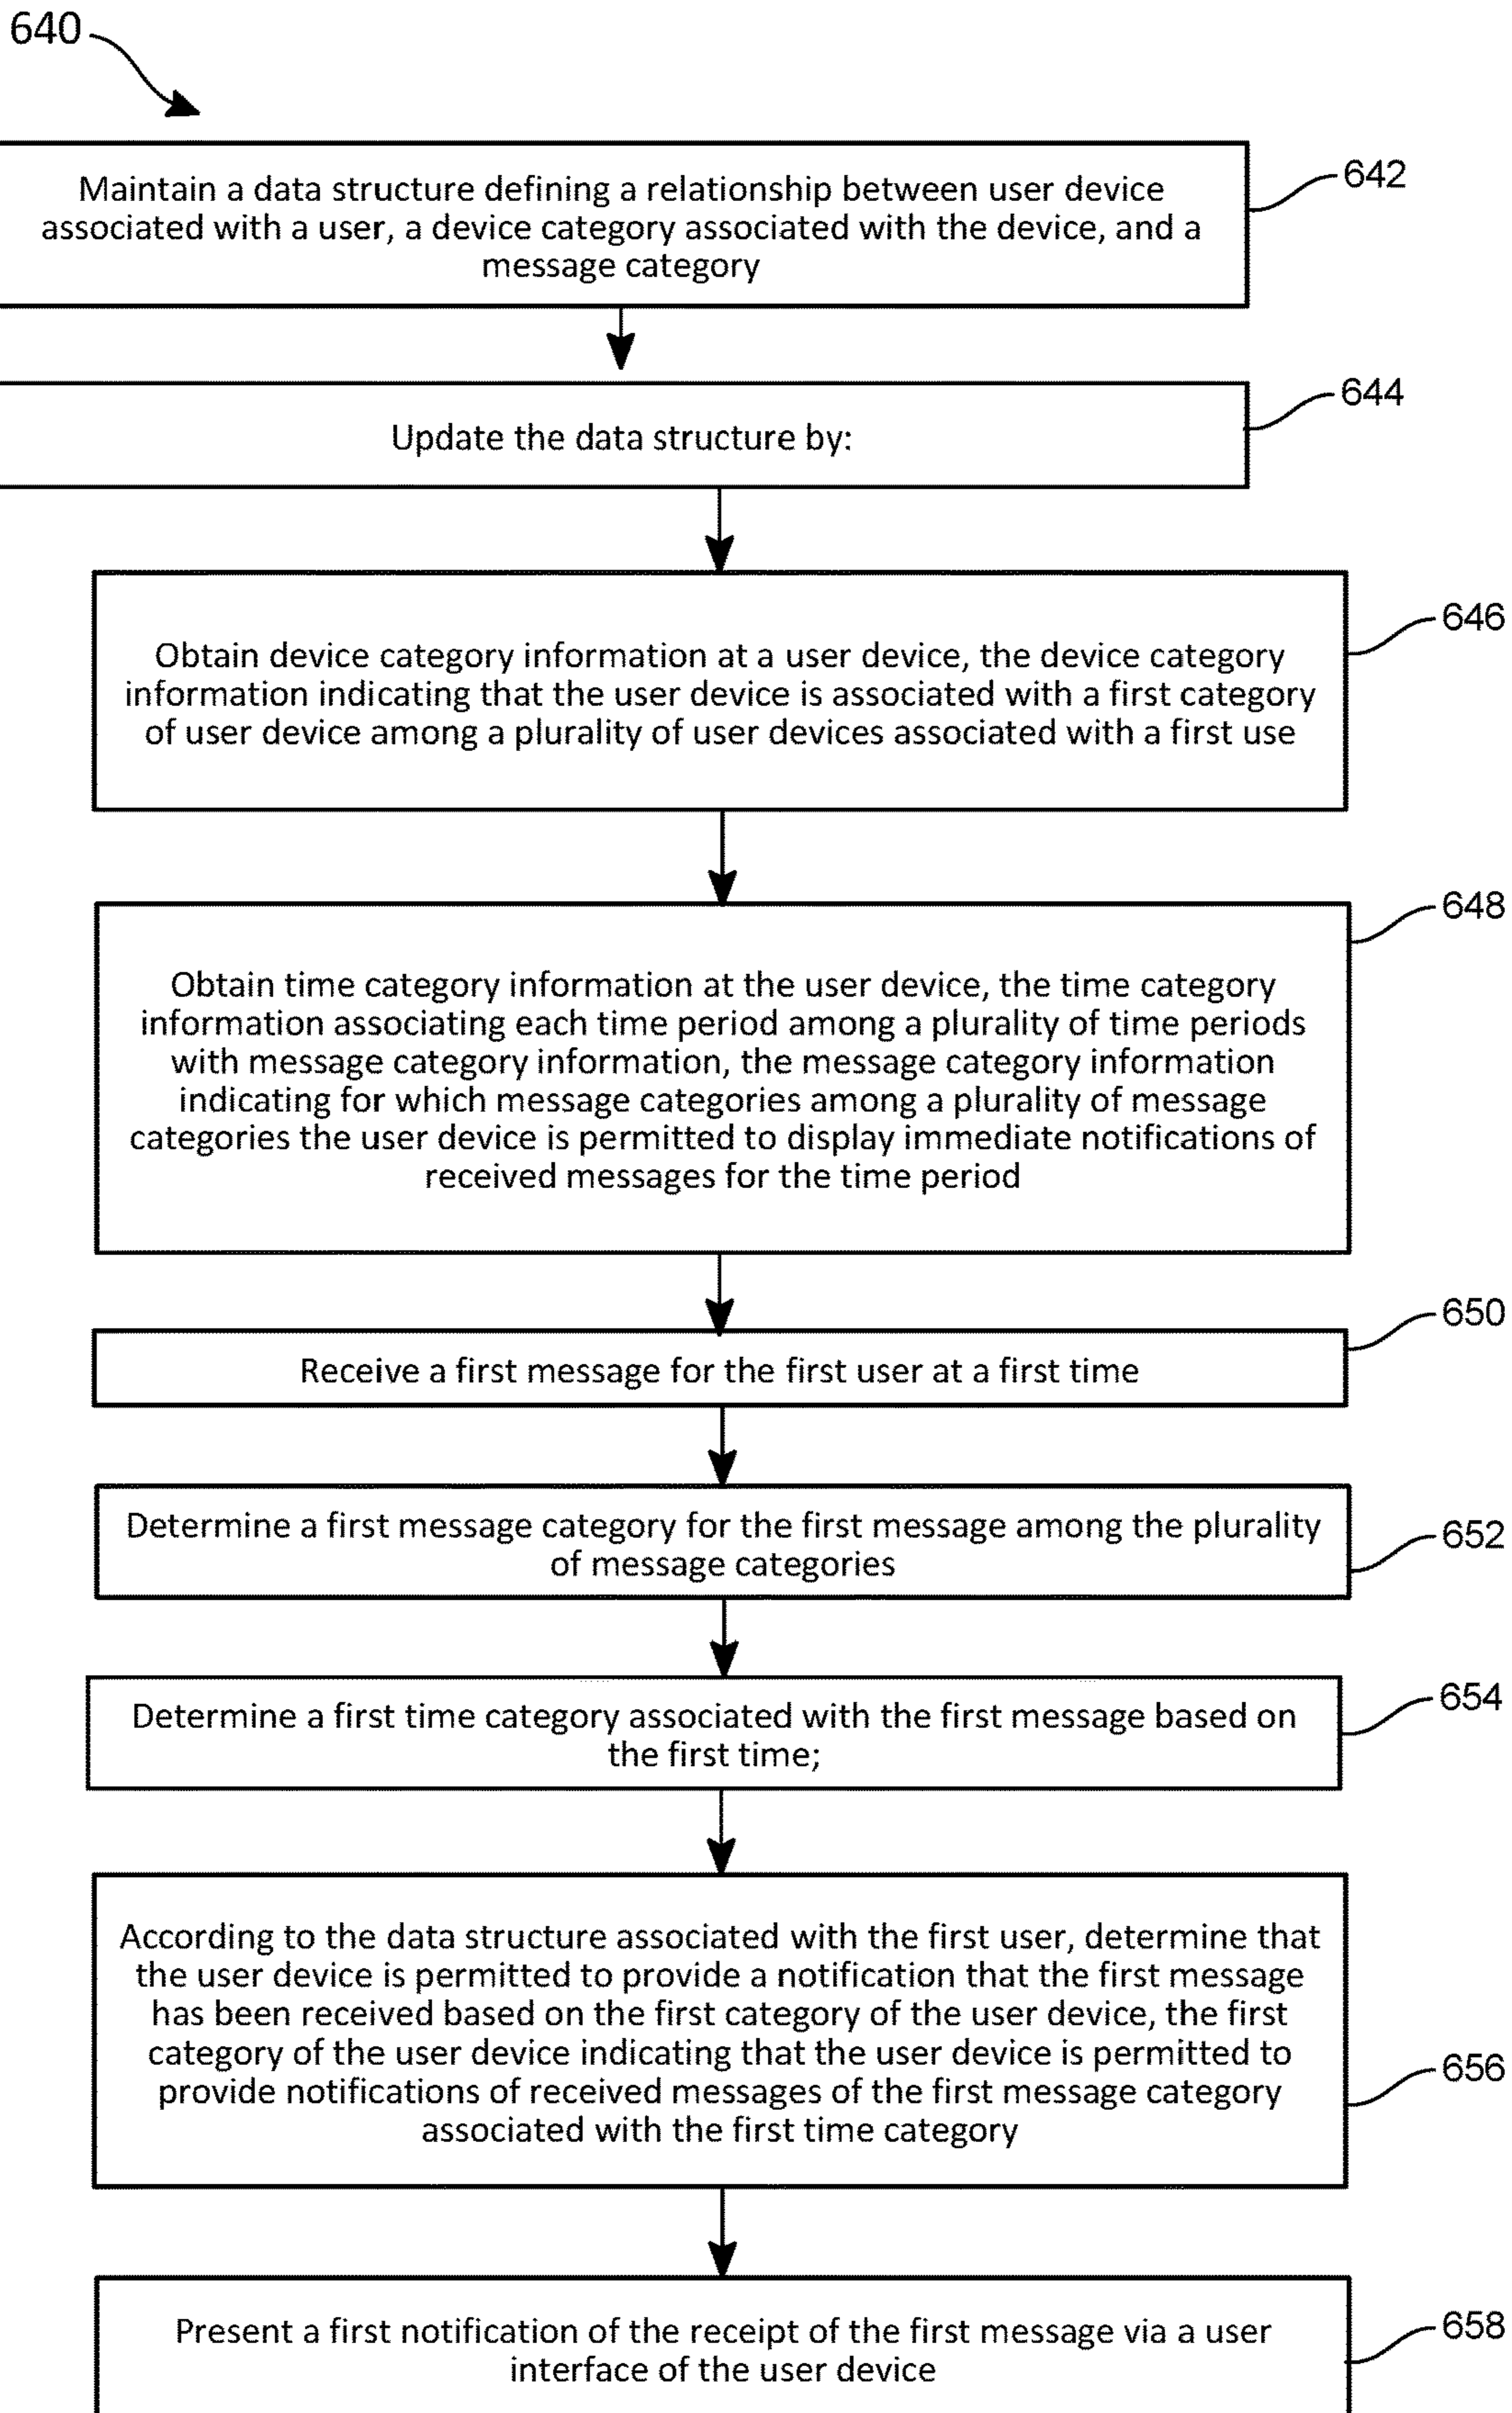 640
Maintain a data structure defining a relationship between user device
associated with a user, a device category associated with the device, and a
message category
642
Update the data structure by:
644
Obtain device category information at a user device, the device category
information indicating that the user device is associated with a first category
of user device among a plurality of user devices associated with a first use
646
Obtain time category information at the user device, the time category
information associating each time period among a plurality of time periods
with message category information, the message category information
indicating for which message categories among a plurality of message
categories the user device is permitted to display immediate notifications of
received messages for the time period
648
Receive a first message for the first user at a first time
650
Determine a first message category for the first message among the plurality
of message categories
652
Determine a first time category associated with the first message based on
the first time;
654
According to the data structure associated with the first user, determine that
the user device is permitted to provide a notification that the first message
has been received based on the first category of the user device, the first
category of the user device indicating that the user device is permitted to
provide notifications of received messages of the first message category
associated with the first time category
656
Present a first notification of the receipt of the first message via a user
interface of the user device
658